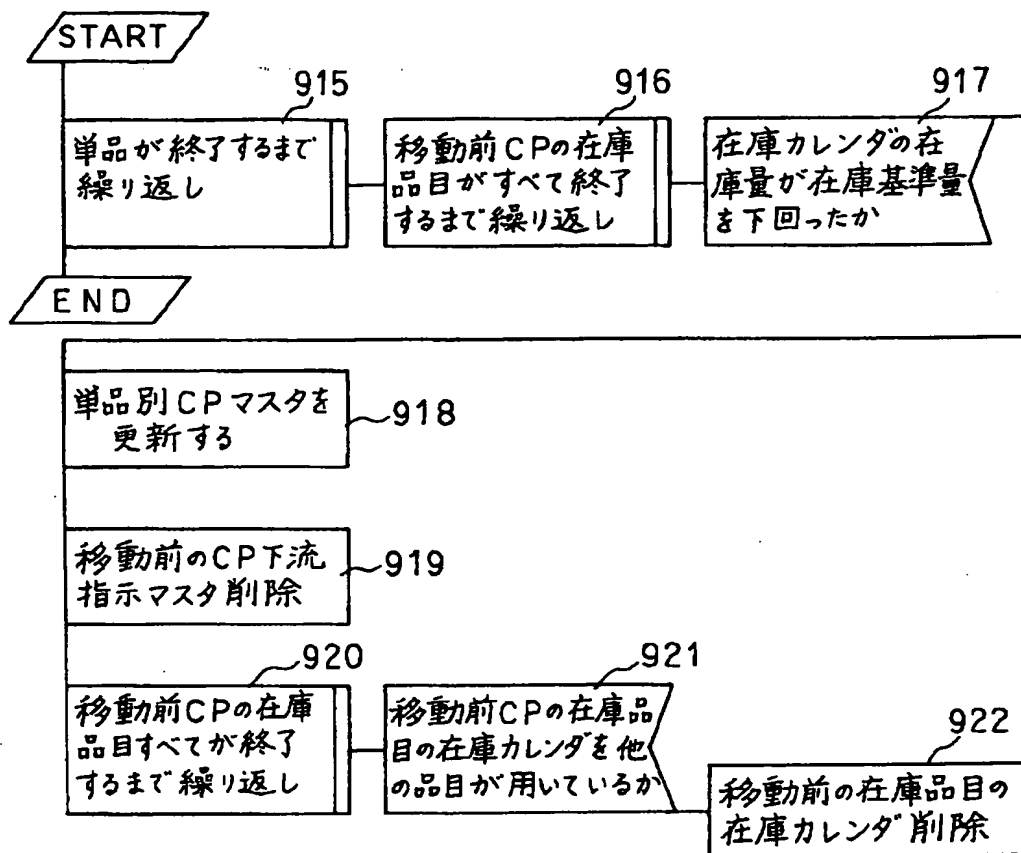 START
915
単品が終了するまで
繰り返し
916
移動前CPの在庫
品目がすべて終了
するまで繰り返し
917
在庫カレンダの在
庫量が在庫基準量
を下回ったか
END
単品別CPマスタを
更新する
918
移動前のCP下流
指示マスタ削除
919
920
移動前CPの在庫
品目すべてが終了
するまで繰り返し
921
移動前CPの在庫品
目の在庫カレンダを他
の品目が用いているか
922
移動前の在庫品目の
在庫カレンダ削除